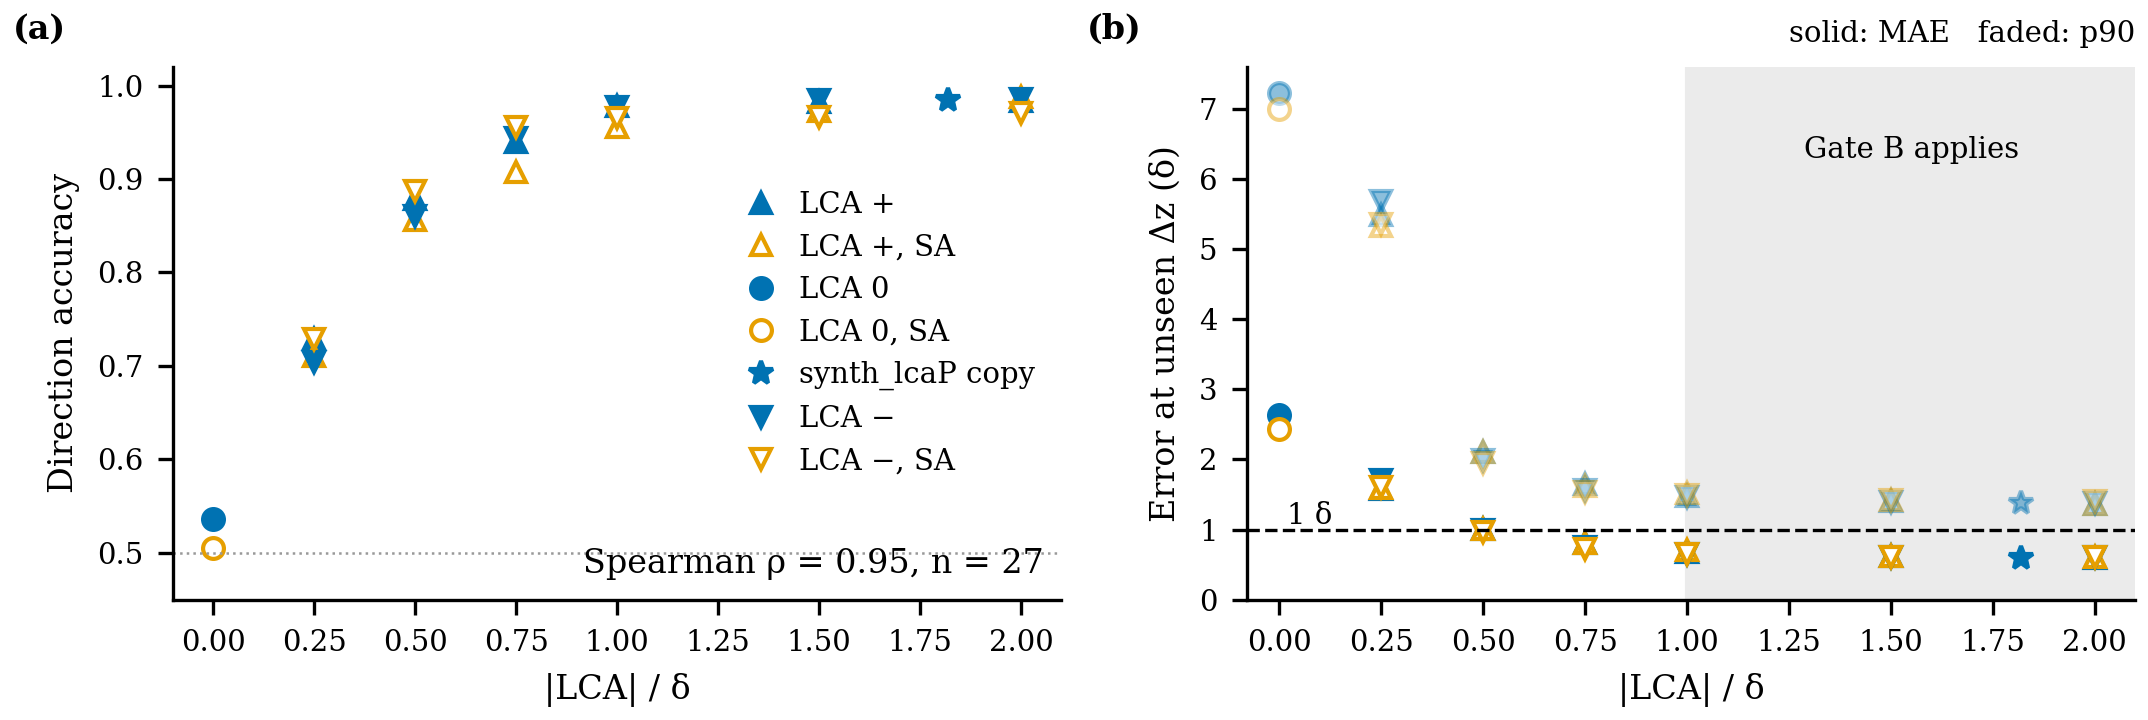 (a)
Direction accuracy
1.0
0.9
0.8
0.7
0.6
0.5
LCA +
LCA +, SA
LCA 0
LCA 0, SA
synth_lcaP copy
LCA −
LCA −, SA
Spearman ρ = 0.95, n = 27
0.00 0.25 0.50 0.75 1.00 1.25 1.50 1.75 2.00
|LCA| / δ
(b)
solid: MAE faded: p90
Error at unseen Δz (δ)
7
6
5
4
3
2
1
0
Gate B applies
1 δ
0.00 0.25 0.50 0.75 1.00 1.25 1.50 1.75 2.00
|LCA| / δ